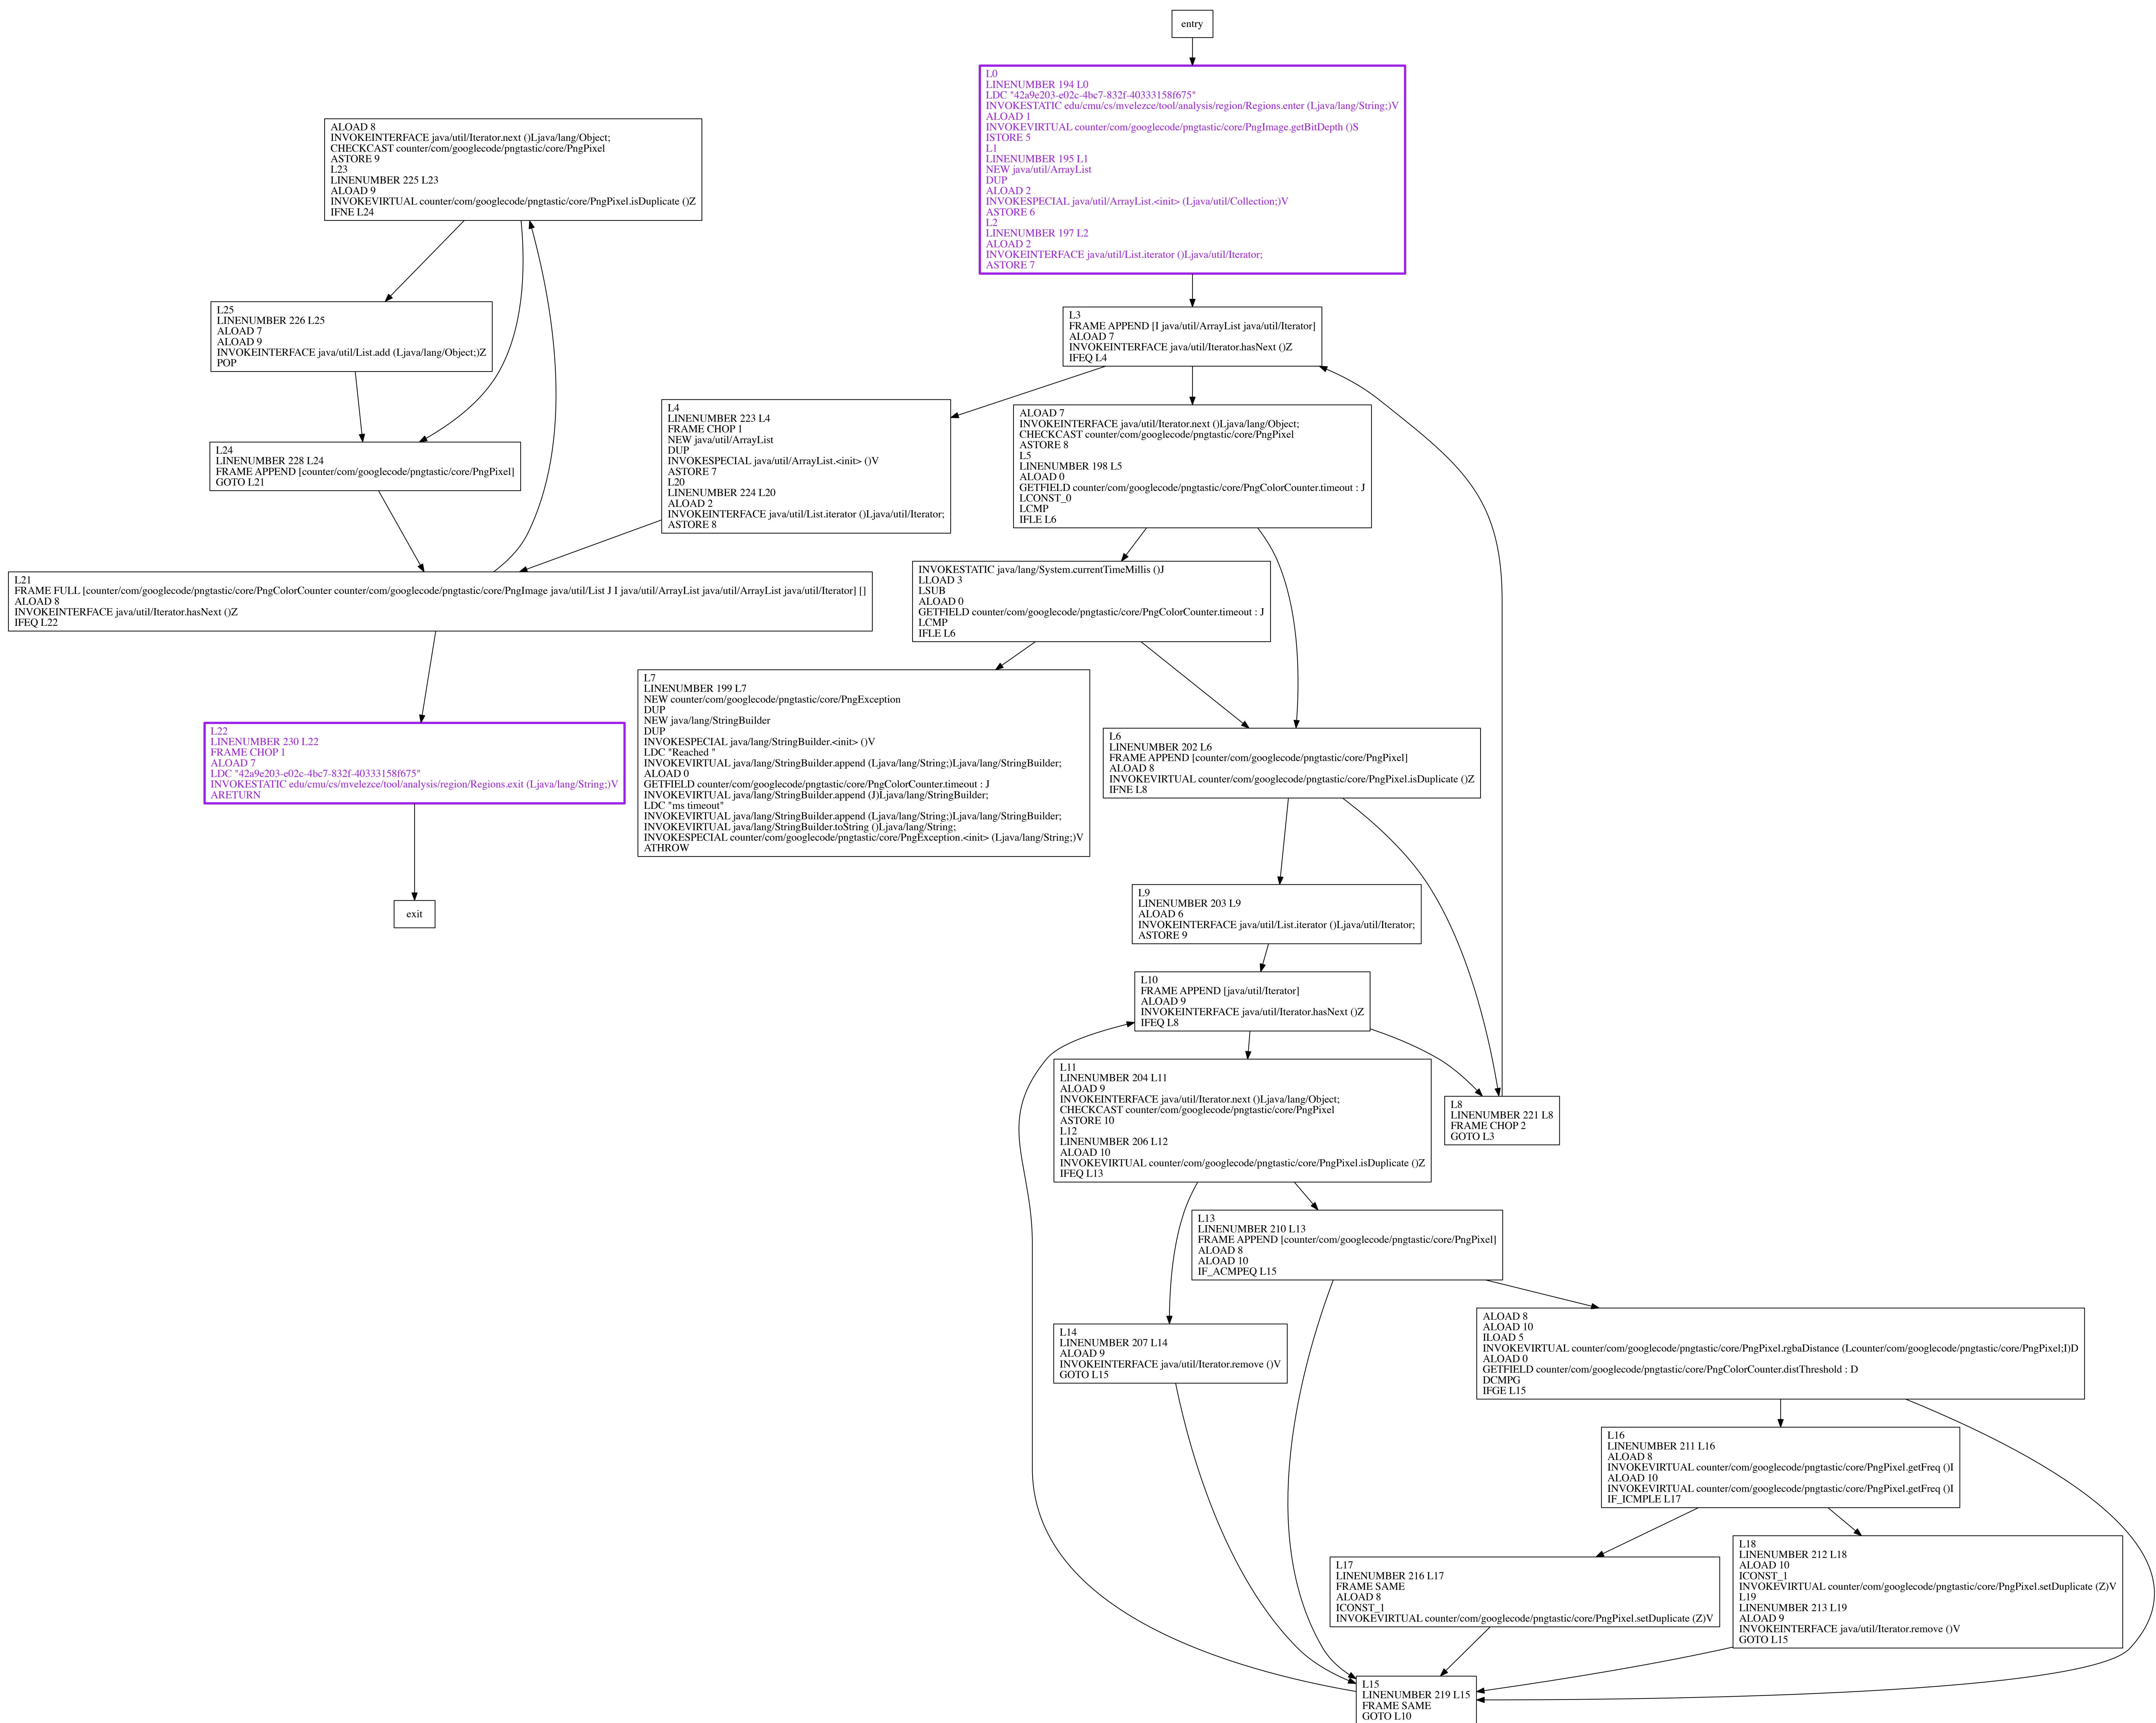 entry
L0
LINENUMBER 194 L0
LDC "42a9e203-e02c-4bc7-832f-40333158f675"
INVOKESTATIC edu/cmu/cs/mvelezce/tool/analysis/region/Regions.enter (Ljava/lang/String;)V
ALOAD 1
INVOKEVIRTUAL counter/com/googlecode/pngtastic/core/PngImage.getBitDepth ()S
ISTORE 5
L1
LINENUMBER 195 L1
NEW java/util/ArrayList
DUP
ALOAD 2
INVOKESPECIAL java/util/ArrayList.<init> (Ljava/util/Collection;)V
ASTORE 6
L2
LINENUMBER 197 L2
ALOAD 2
INVOKEINTERFACE java/util/List.iterator ()Ljava/util/Iterator;
ASTORE 7
ALOAD 8
INVOKEINTERFACE java/util/Iterator.next ()Ljava/lang/Object;
CHECKCAST counter/com/googlecode/pngtastic/core/PngPixel
ASTORE 9
L23
LINENUMBER 225 L23
ALOAD 9
INVOKEVIRTUAL counter/com/googlecode/pngtastic/core/PngPixel.isDuplicate ()Z
IFNE L24
L25
LINENUMBER 226 L25
ALOAD 7
ALOAD 9
INVOKEINTERFACE java/util/List.add (Ljava/lang/Object;)Z
POP
L3
FRAME APPEND [I java/util/ArrayList java/util/Iterator]
ALOAD 7
INVOKEINTERFACE java/util/Iterator.hasNext ()Z
IFEQ L4
L4
LINENUMBER 223 L4
FRAME CHOP 1
NEW java/util/ArrayList
DUP
INVOKESPECIAL java/util/ArrayList.<init> ()V
ASTORE 7
L20
LINENUMBER 224 L20
ALOAD 2
INVOKEINTERFACE java/util/List.iterator ()Ljava/util/Iterator;
ASTORE 8
ALOAD 7
INVOKEINTERFACE java/util/Iterator.next ()Ljava/lang/Object;
CHECKCAST counter/com/googlecode/pngtastic/core/PngPixel
ASTORE 8
L5
LINENUMBER 198 L5
ALOAD 0
GETFIELD counter/com/googlecode/pngtastic/core/PngColorCounter.timeout : J
LCONST_0
LCMP
IFLE L6
L24
LINENUMBER 228 L24
FRAME APPEND [counter/com/googlecode/pngtastic/core/PngPixel]
GOTO L21
L21
FRAME FULL [counter/com/googlecode/pngtastic/core/PngColorCounter counter/com/googlecode/pngtastic/core/PngImage java/util/List J I java/util/ArrayList java/util/ArrayList java/util/Iterator] []
ALOAD 8
INVOKEINTERFACE java/util/Iterator.hasNext ()Z
IFEQ L22
INVOKESTATIC java/lang/System.currentTimeMillis ()J
LLOAD 3
LSUB
ALOAD 0
GETFIELD counter/com/googlecode/pngtastic/core/PngColorCounter.timeout : J
LCMP
IFLE L6
L7
LINENUMBER 199 L7
NEW counter/com/googlecode/pngtastic/core/PngException
DUP
NEW java/lang/StringBuilder
DUP
INVOKESPECIAL java/lang/StringBuilder.<init> ()V
LDC "Reached "
INVOKEVIRTUAL java/lang/StringBuilder.append (Ljava/lang/String;)Ljava/lang/StringBuilder;
ALOAD 0
GETFIELD counter/com/googlecode/pngtastic/core/PngColorCounter.timeout : J
INVOKEVIRTUAL java/lang/StringBuilder.append (J)Ljava/lang/StringBuilder;
LDC "ms timeout"
INVOKEVIRTUAL java/lang/StringBuilder.append (Ljava/lang/String;)Ljava/lang/StringBuilder;
INVOKEVIRTUAL java/lang/StringBuilder.toString ()Ljava/lang/String;
INVOKESPECIAL counter/com/googlecode/pngtastic/core/PngException.<init> (Ljava/lang/String;)V
ATHROW
L22
LINENUMBER 230 L22
FRAME CHOP 1
ALOAD 7
LDC "42a9e203-e02c-4bc7-832f-40333158f675"
INVOKESTATIC edu/cmu/cs/mvelezce/tool/analysis/region/Regions.exit (Ljava/lang/String;)V
ARETURN
exit
L6
LINENUMBER 202 L6
FRAME APPEND [counter/com/googlecode/pngtastic/core/PngPixel]
ALOAD 8
INVOKEVIRTUAL counter/com/googlecode/pngtastic/core/PngPixel.isDuplicate ()Z
IFNE L8
L9
LINENUMBER 203 L9
ALOAD 6
INVOKEINTERFACE java/util/List.iterator ()Ljava/util/Iterator;
ASTORE 9
L10
FRAME APPEND [java/util/Iterator]
ALOAD 9
INVOKEINTERFACE java/util/Iterator.hasNext ()Z
IFEQ L8
L11
LINENUMBER 204 L11
ALOAD 9
INVOKEINTERFACE java/util/Iterator.next ()Ljava/lang/Object;
CHECKCAST counter/com/googlecode/pngtastic/core/PngPixel
ASTORE 10
L12
LINENUMBER 206 L12
ALOAD 10
INVOKEVIRTUAL counter/com/googlecode/pngtastic/core/PngPixel.isDuplicate ()Z
IFEQ L13
L8
LINENUMBER 221 L8
FRAME CHOP 2
GOTO L3
L13
LINENUMBER 210 L13
FRAME APPEND [counter/com/googlecode/pngtastic/core/PngPixel]
ALOAD 8
ALOAD 10
IF_ACMPEQ L15
L14
LINENUMBER 207 L14
ALOAD 9
INVOKEINTERFACE java/util/Iterator.remove ()V
GOTO L15
ALOAD 8
ALOAD 10
ILOAD 5
INVOKEVIRTUAL counter/com/googlecode/pngtastic/core/PngPixel.rgbaDistance (Lcounter/com/googlecode/pngtastic/core/PngPixel;I)D
ALOAD 0
GETFIELD counter/com/googlecode/pngtastic/core/PngColorCounter.distThreshold : D
DCMPG
IFGE L15
L16
LINENUMBER 211 L16
ALOAD 8
INVOKEVIRTUAL counter/com/googlecode/pngtastic/core/PngPixel.getFreq ()I
ALOAD 10
INVOKEVIRTUAL counter/com/googlecode/pngtastic/core/PngPixel.getFreq ()I
IF_ICMPLE L17
L17
LINENUMBER 216 L17
FRAME SAME
ALOAD 8
ICONST_1
INVOKEVIRTUAL counter/com/googlecode/pngtastic/core/PngPixel.setDuplicate (Z)V
L18
LINENUMBER 212 L18
ALOAD 10
ICONST_1
INVOKEVIRTUAL counter/com/googlecode/pngtastic/core/PngPixel.setDuplicate (Z)V
L19
LINENUMBER 213 L19
ALOAD 9
INVOKEINTERFACE java/util/Iterator.remove ()V
GOTO L15
L15
LINENUMBER 219 L15
FRAME SAME
GOTO L10